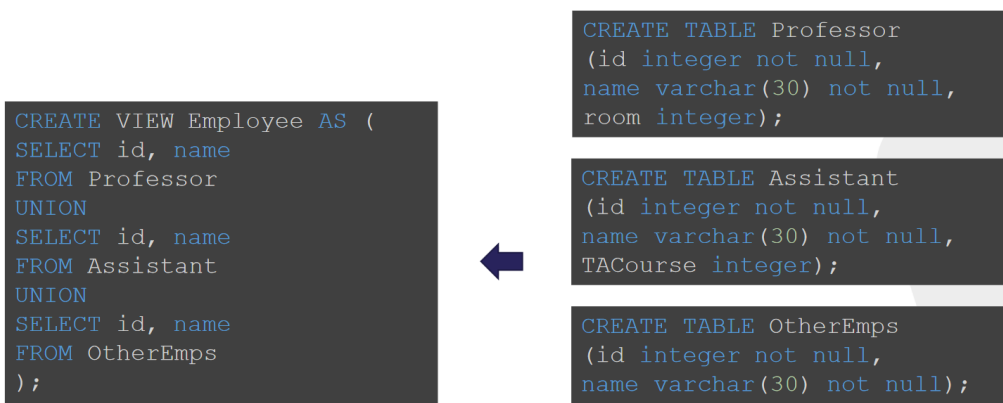 CREATE VIEW Employee AS (
SELECT id, name
FROM Professor
UNION
SELECT id, name
FROM Assistant
UNION
SELECT id, name
FROM OtherEmps
);
CREATE TABLE Professor
(id integer not null,
name varchar(30) not null,
room integer);
CREATE TABLE Assistant
(id integer not null,
name varchar(30) not null,
TACourse integer);
CREATE TABLE OtherEmps
(id integer not null,
name varchar(30) not null);